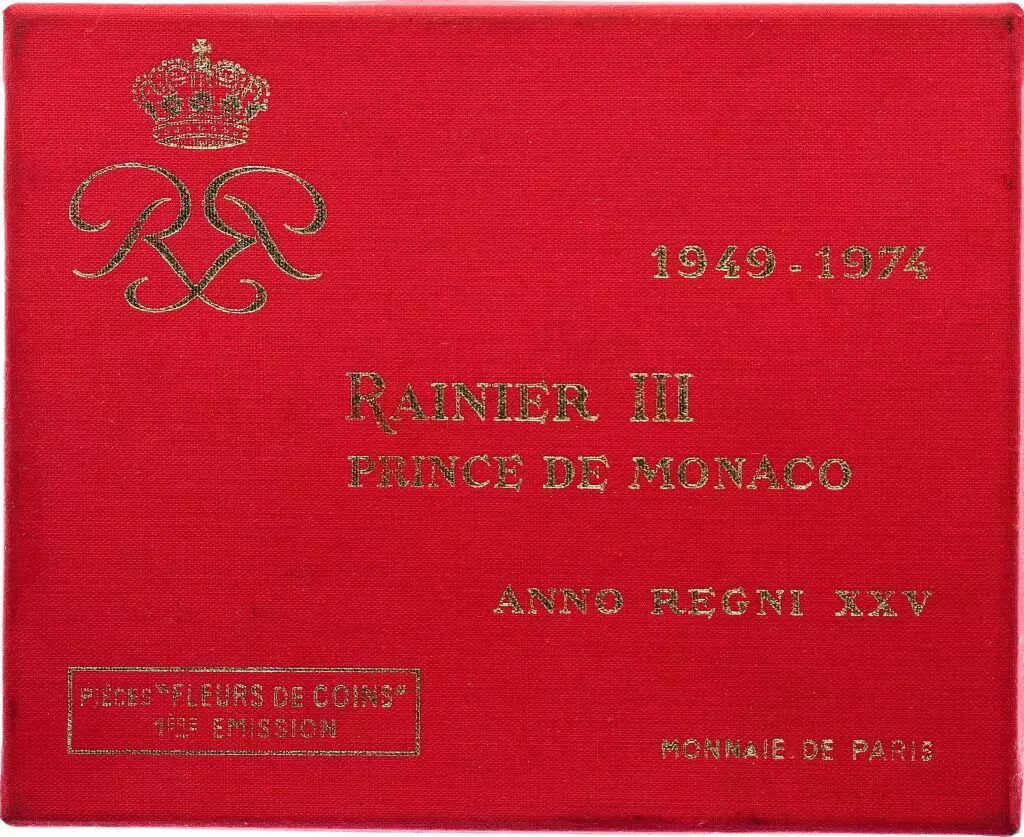 RR
1949 - 1974
RAINIER III
PRINCE DE MONACO
ANNO REGNI XXV
PIÈCES "FLEURS DE COINS"
1ÈRE EMISSION
MONNAIE DE PARIS